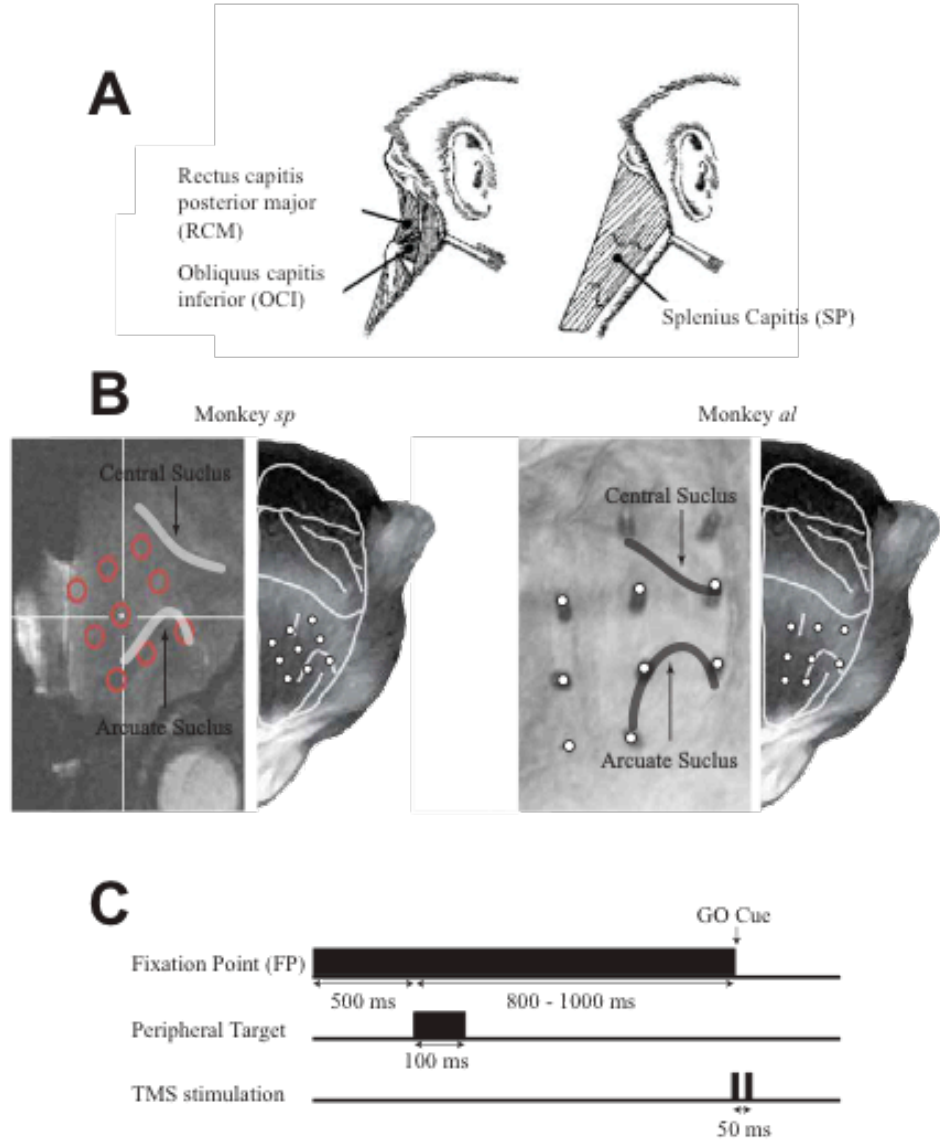 A
Rectus capitis
posterior major
(RCM)
Obliquus capitis
inferior (OCI)
Splenius Capitis (SP)
B
Monkey sp
Monkey al
Central Suclus
Arcuate Suclus
Central Suclus
Arcuate Suclus
C
GO Cue
Fixation Point (FP)
500 ms
800 - 1000 ms
Peripheral Target
100 ms
TMS stimulation
50 ms